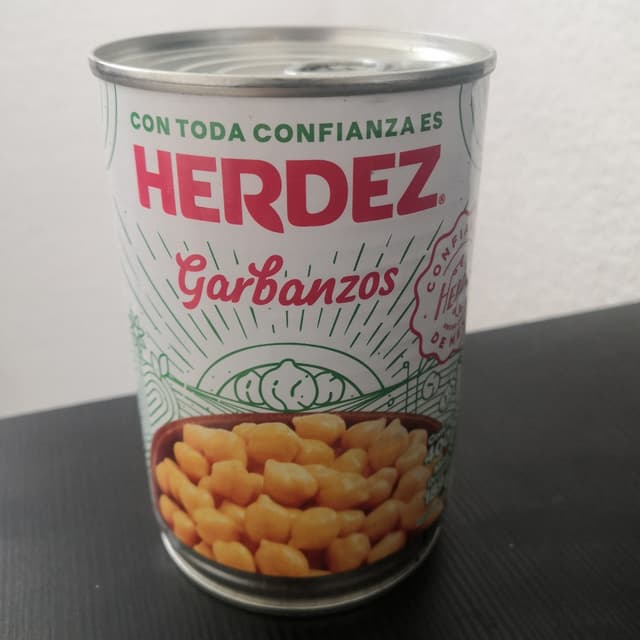 CON TODA CONFIANZA ES
HERDEZ®
Garbanzos